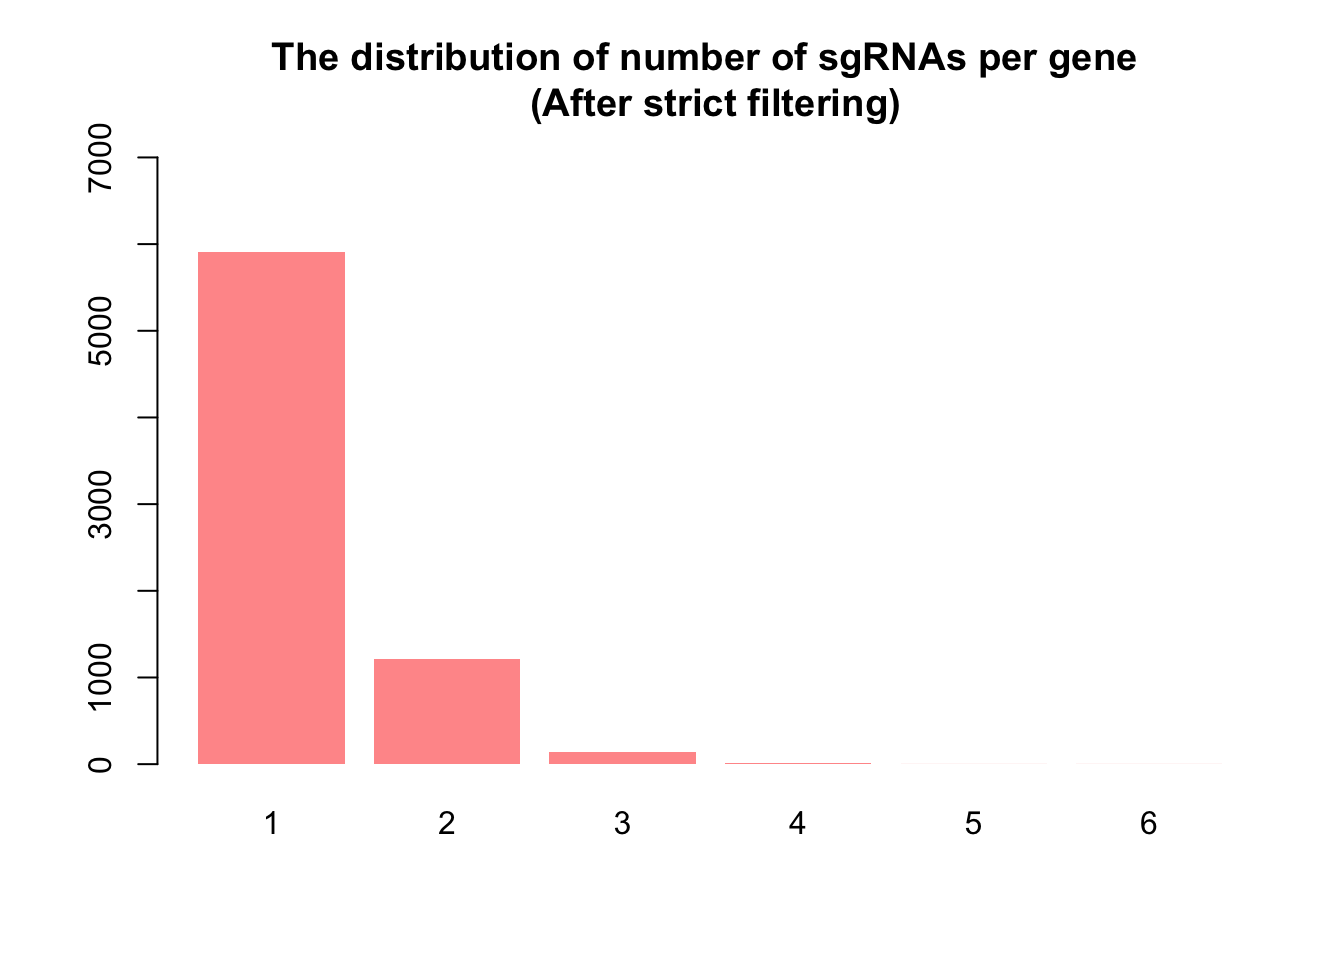 The distribution of number of sgRNAs per gene
(After strict filtering)
7000
5000
3000
1000
0
1 2 3 4 5 6